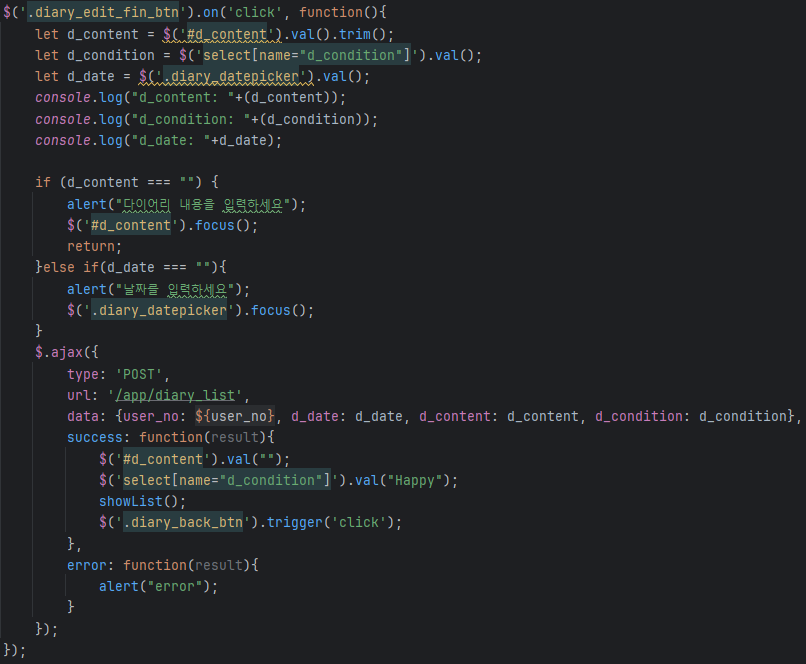 $('.diary_edit_fin_btn').on('click', function(){
    let d_content = $('#d_content').val().trim();
    let d_condition = $('select[name="d_condition"]').val();
    let d_date = $('.diary_datepicker').val();
    console.log("d_content: "+(d_content));
    console.log("d_condition: "+(d_condition));
    console.log("d_date: "+d_date);

    if (d_content === "") {
        alert("다이어리 내용을 입력하세요");
        $('#d_content').focus();
        return;
    }else if(d_date === ""){
        alert("날짜를 입력하세요");
        $('.diary_datepicker').focus();
    }
    $.ajax({
        type: 'POST',
        url: '/app/diary_list',
        data: {user_no: ${user_no}, d_date: d_date, d_content: d_content, d_condition: d_condition},
        success: function(result){
            $('#d_content').val("");
            $('select[name="d_condition"]').val("Happy");
            showList();
            $('.diary_back_btn').trigger('click');
        },
        error: function(result){
            alert("error");
        }
    });
});